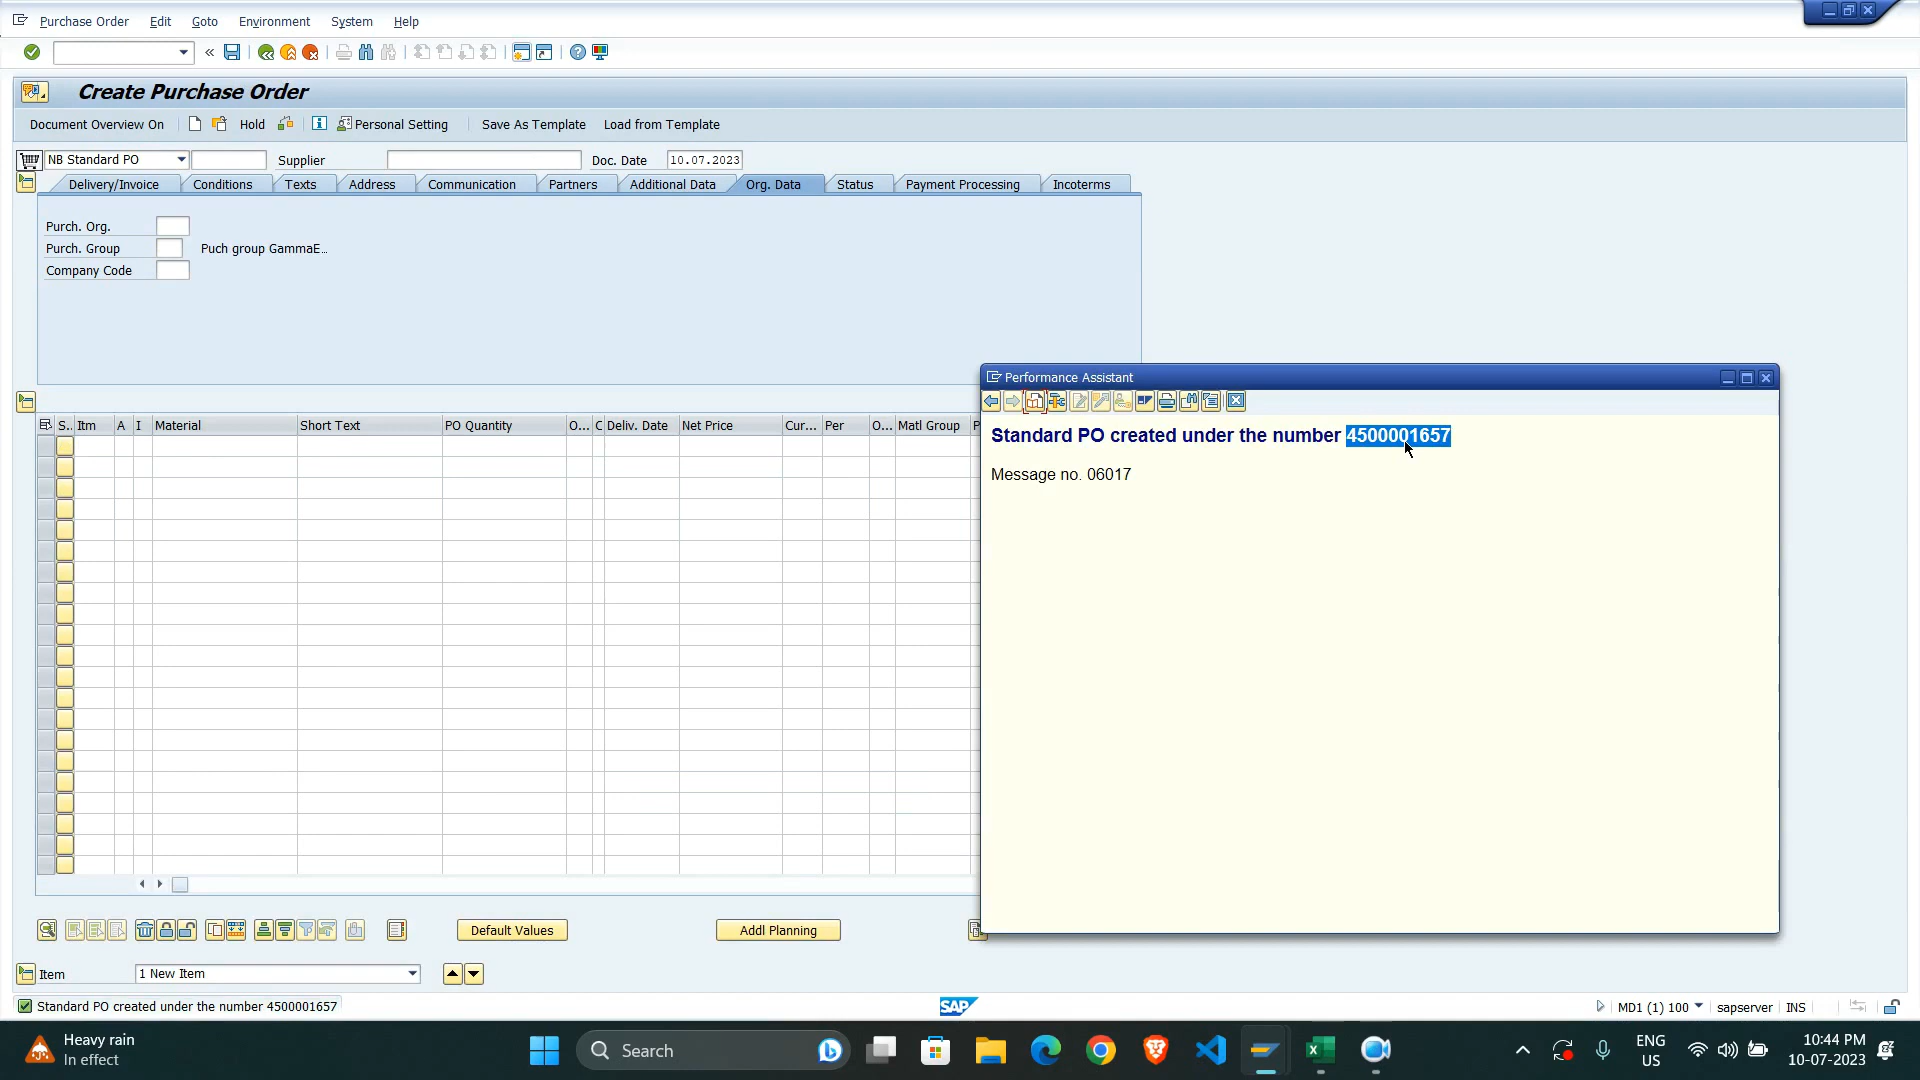 Purchase Order Edit Goto Environment System Help
Create Purchase Order
Document Overview On Hold Personal Setting Save As Template Load from Template
NB Standard PO Supplier Doc. Date 10.07.2023
Delivery/Invoice Conditions Texts Address Communication Partners Additional Data Org. Data Status Payment Processing Incoterms
Purch. Org.
Purch. Group Puch group GammaE...
Company Code
Performance Assistant
Standard PO created under the number 4500001657
Message no. 06017
S.. Itm A I Material Short Text PO Quantity O... C Deliv. Date Net Price Cur... Per O... Matl Group P
Default Values Addl Planning
Item 1 New Item
Standard PO created under the number 4500001657 SAP MD1 (1) 100 sapserver INS
Heavy rain
In effect
Search
ENG
US
10:44 PM
10-07-2023